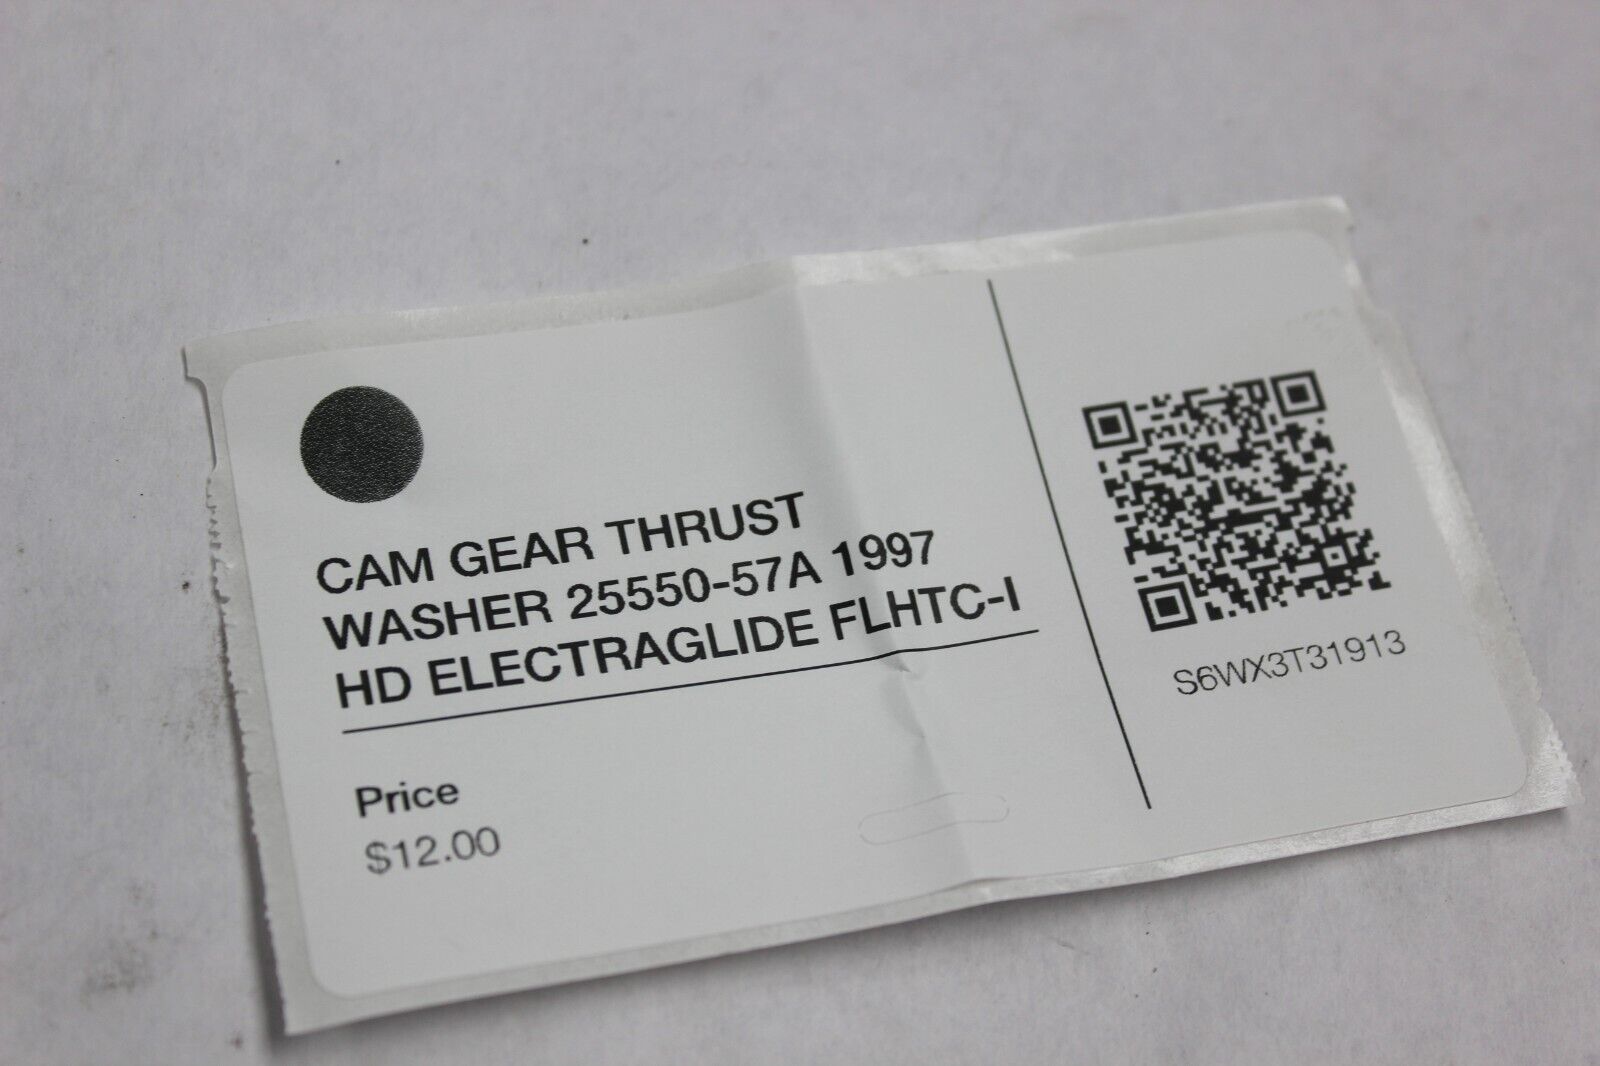 CAM GEAR THRUST
WASHER 25550-57A 1997
HD ELECTRAGLIDE FLHTC-I
Price
$12.00
S6WX3T31913